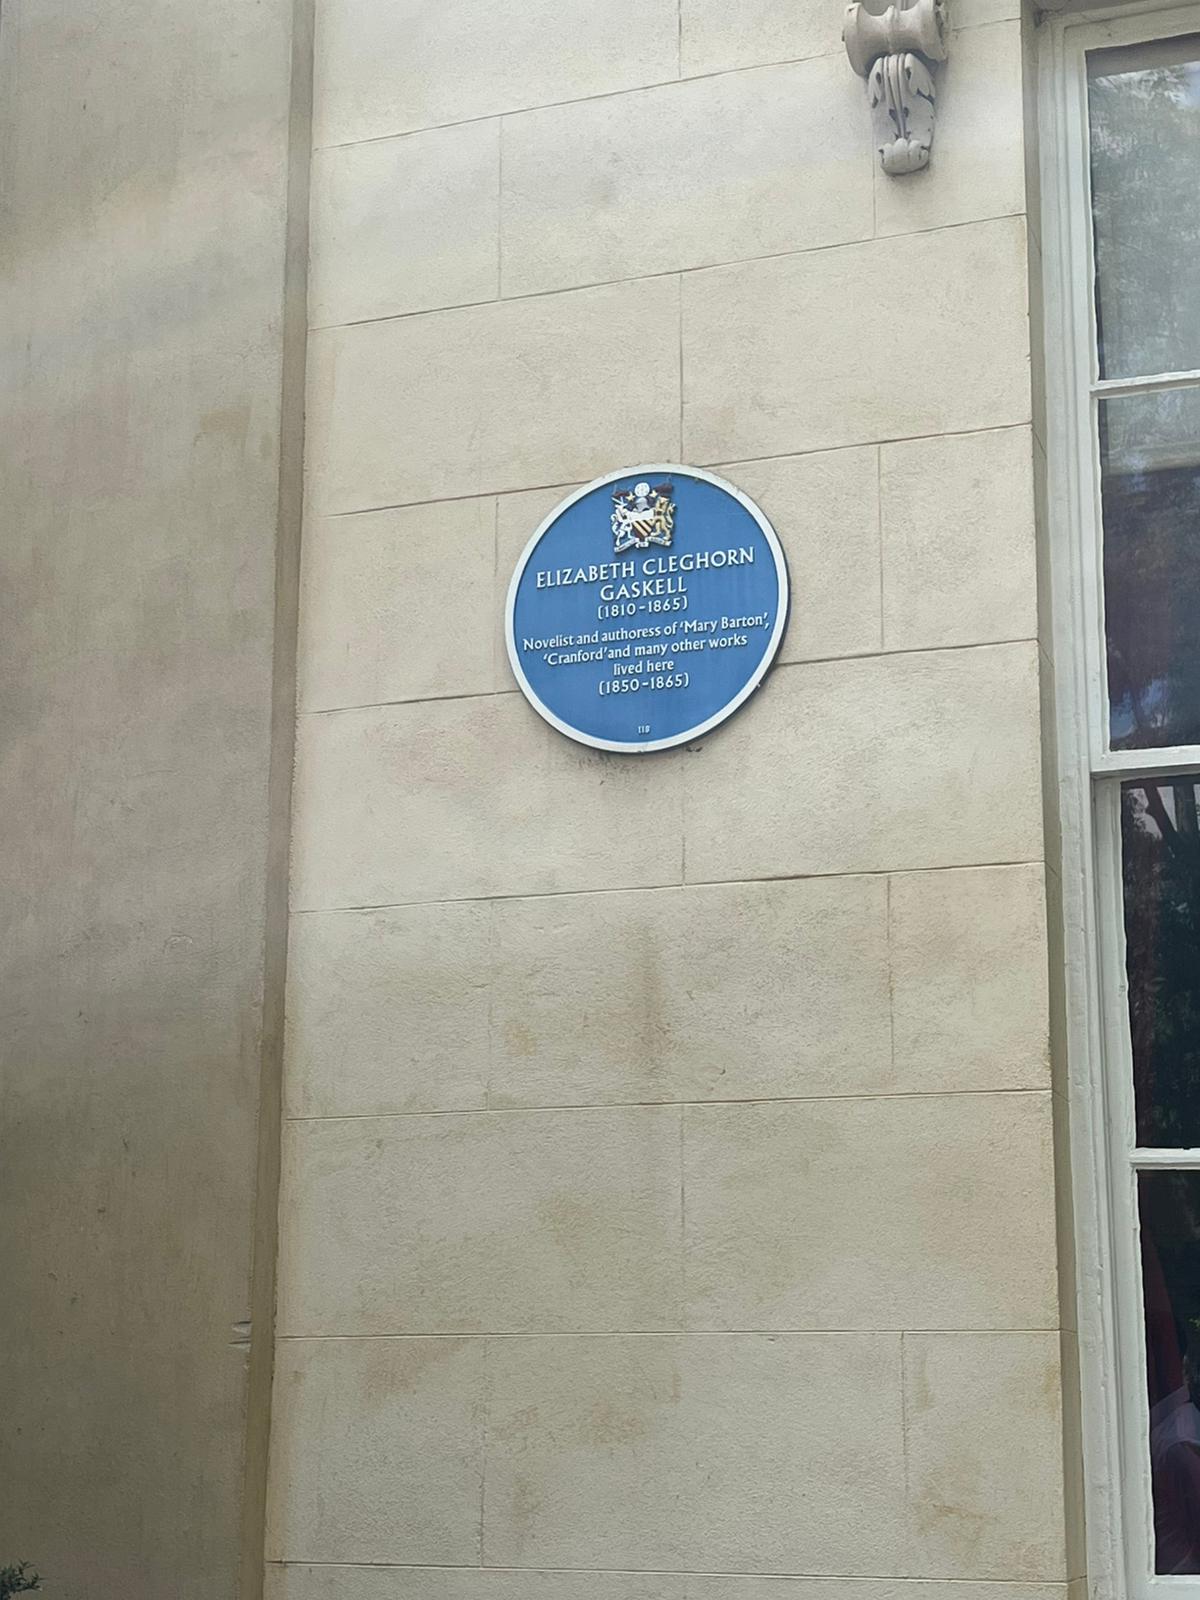 ELIZABETH CLEGHORN
GASKELL
(1810-1865)
Novelist and authoress of 'Mary Barton',
'Cranford' and many other works
lived here
(1850-1865)